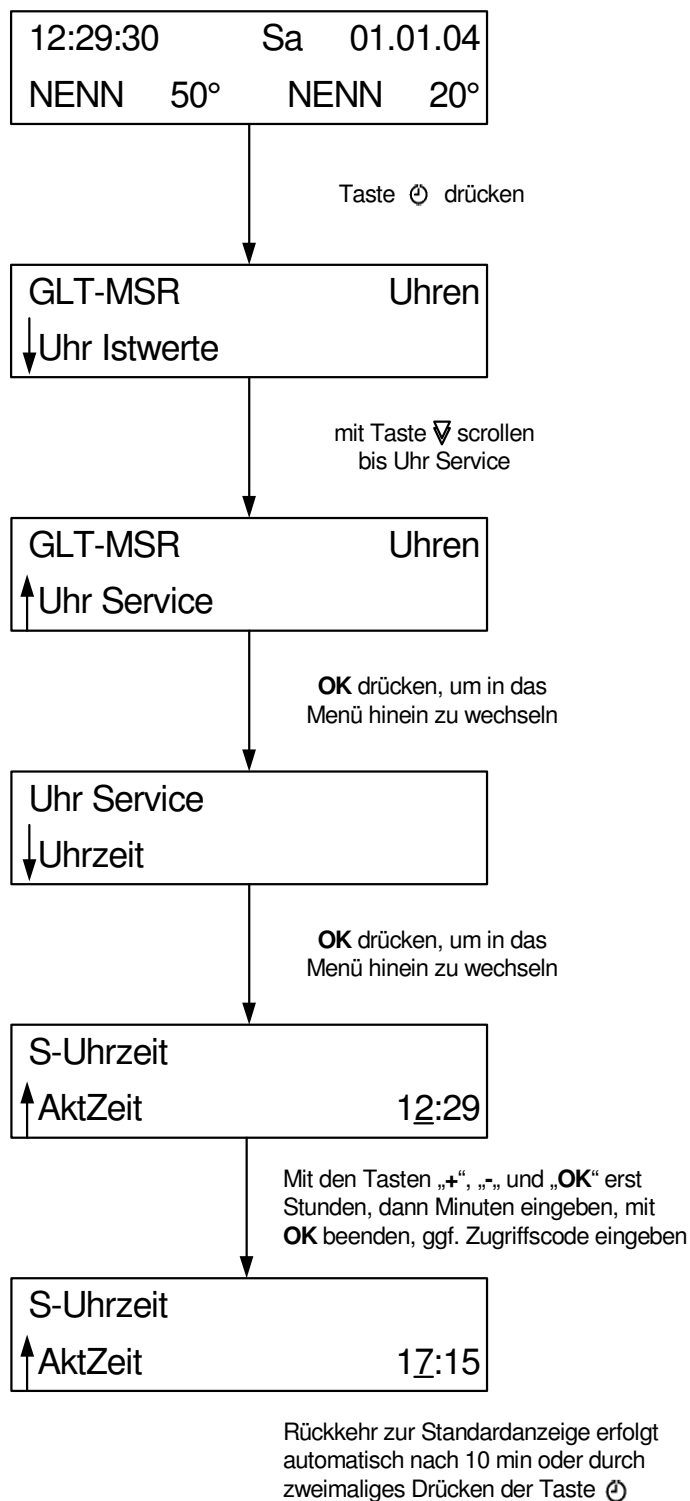 12:29:30 Sa 01.01.04
NENN 50° NENN 20°
Taste drücken
GLT-MSR Uhren
Uhr Istwerte
mit Taste scrollen
bis Uhr Service
GLT-MSR Uhren
Uhr Service
OK drücken, um in das
Menü hinein zu wechseln
Uhr Service
Uhrzeit
OK drücken, um in das
Menü hinein zu wechseln
S-Uhrzeit
AktZeit 12:29
Mit den Tasten „+“, „-„ und „OK“ erst
Stunden, dann Minuten eingeben, mit
OK beenden, ggf. Zugriffscode eingeben
S-Uhrzeit
AktZeit 17:15
Rückkehr zur Standardanzeige erfolgt
automatisch nach 10 min oder durch
zweimaliges Drücken der Taste